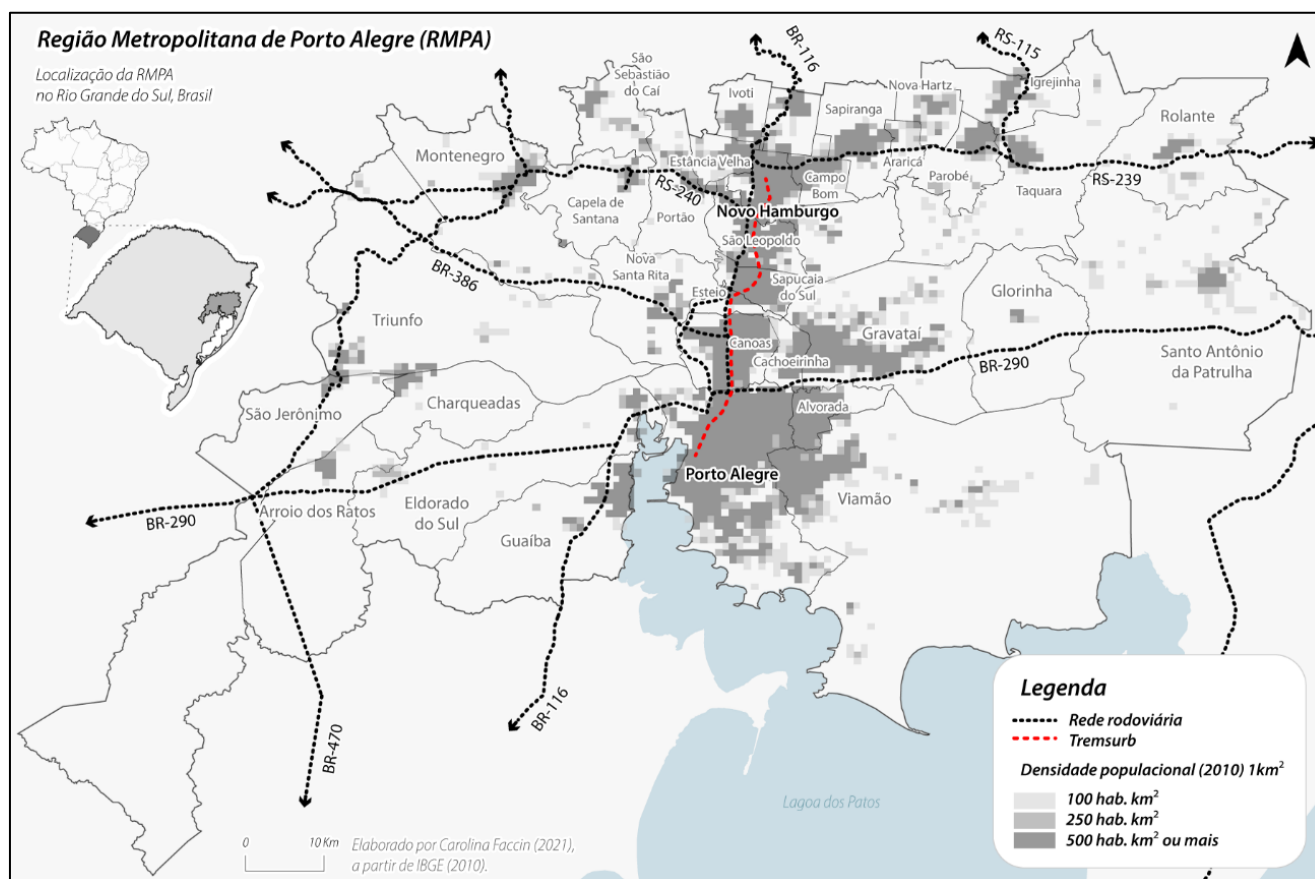 Região Metropolitana de Porto Alegre (RMPA)
Localização da RMPA
no Rio Grande do Sul, Brasil
BR-116
RS-115
São
Sebastião
do Caí
Ivoti
Nova Hartz
Igrejinha
Sapiranga
Rolante
Montenegro
Estância Velha
Araricá
Campo
Bom
Parobé
Taquara
RS-239
RS-240
Capela de
Santana
Portão
Novo Hamburgo
São Leopoldo
BR-386
Nova
Santa Rita
Sapucaia
do Sul
Esteio
Glorinha
Triunfo
Gravataí
Canoas
Cachoeirinha
BR-290
Santo Antônio
da Patrulha
São Jerônimo
Charqueadas
Alvorada
Porto Alegre
Viamão
BR-290
Arroio dos Ratos
Eldorado
do Sul
Guaíba
BR-116
BR-470
Lagoa dos Patos
0 10 Km
Elaborado por Carolina Faccin (2021),
a partir de IBGE (2010).
Legenda
Rede rodoviária
Tremsurb
Densidade populacional (2010) 1km²
100 hab. km²
250 hab. km²
500 hab. km² ou mais